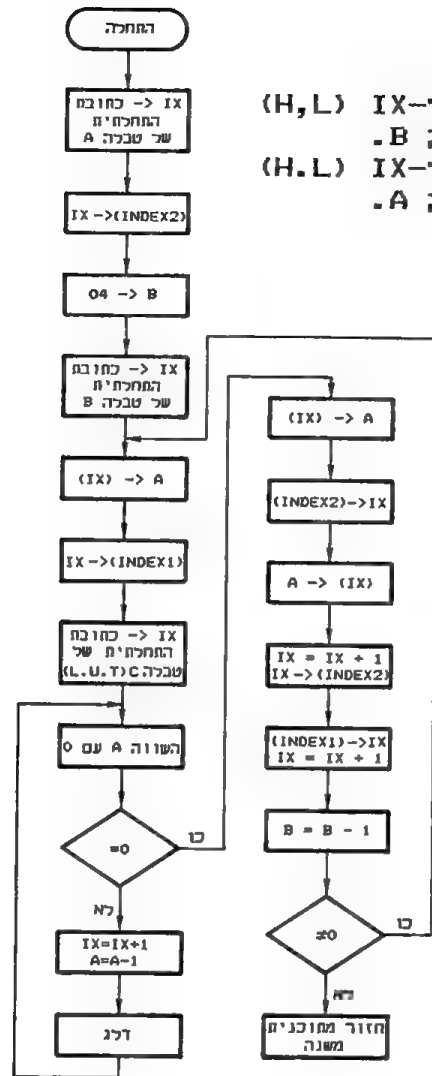 התחלה
IX -> כתובת
התחלתית
של טבלה A
IX->(INDEX2)
04 -> B
IX -> כתובת
התחלתית
של טבלה B
(IX) -> A
IX->(INDEX1)
IX -> כתובת
התחלתית של
טבלה C(L.U.T)
השווה A עם 0
=0
כן
לא
IX=IX+1
A=A-1
דלג
(H,L) IX-
.B
(H.L) IX-
.A
(IX) -> A
(INDEX2)->IX
A -> (IX)
IX = IX + 1
IX->(INDEX2)
(INDEX1)->IX
IX = IX + 1
B = B - 1
≠0
כן
לא
חזור מתוכנית
משנה